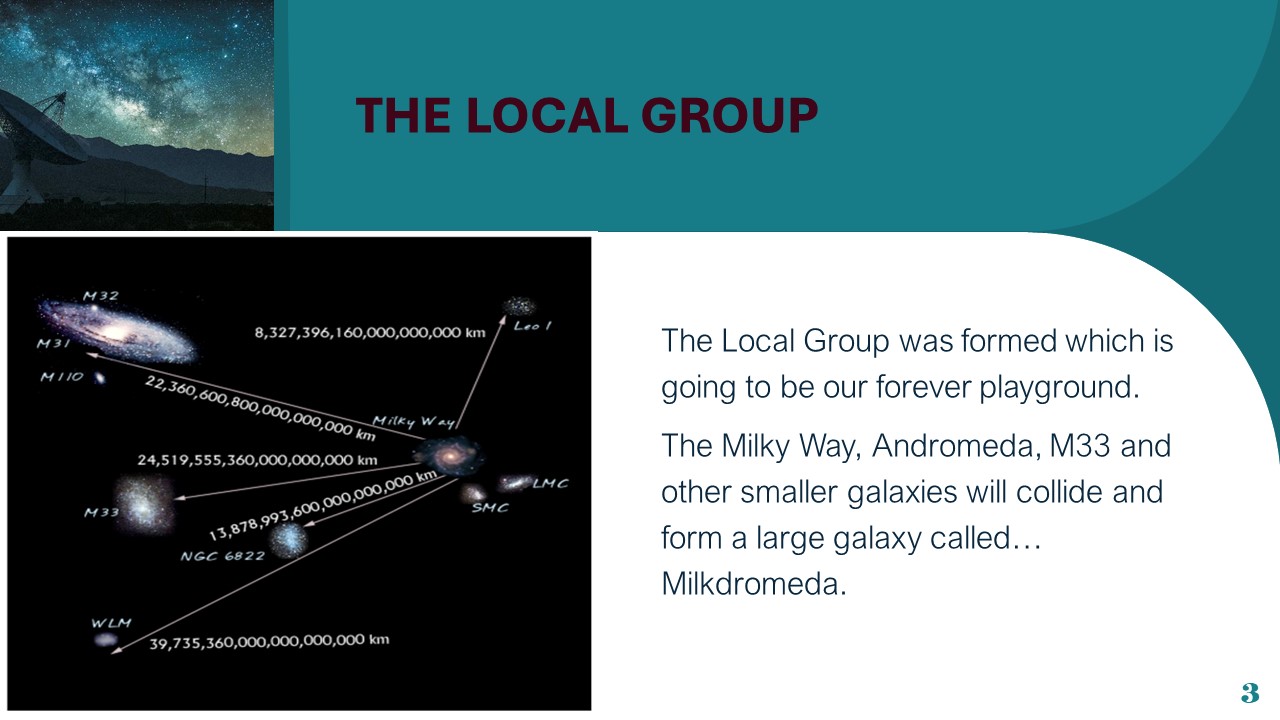 THE LOCAL GROUP
M32
M31
M110
8,327,396,160,000,000,000 km
Leo I
22,360,600,800,000,000,000 km
Milky Way
24,519,555,360,000,000,000 km
13,878,993,600,000,000,000 km
LMC
SMC
M33
NGC 6822
WLM
39,735,360,000,000,000,000 km
The Local Group was formed which is
going to be our forever playground.
The Milky Way, Andromeda, M33 and
other smaller galaxies will collide and
form a large galaxy called…
Milkdromeda.
3